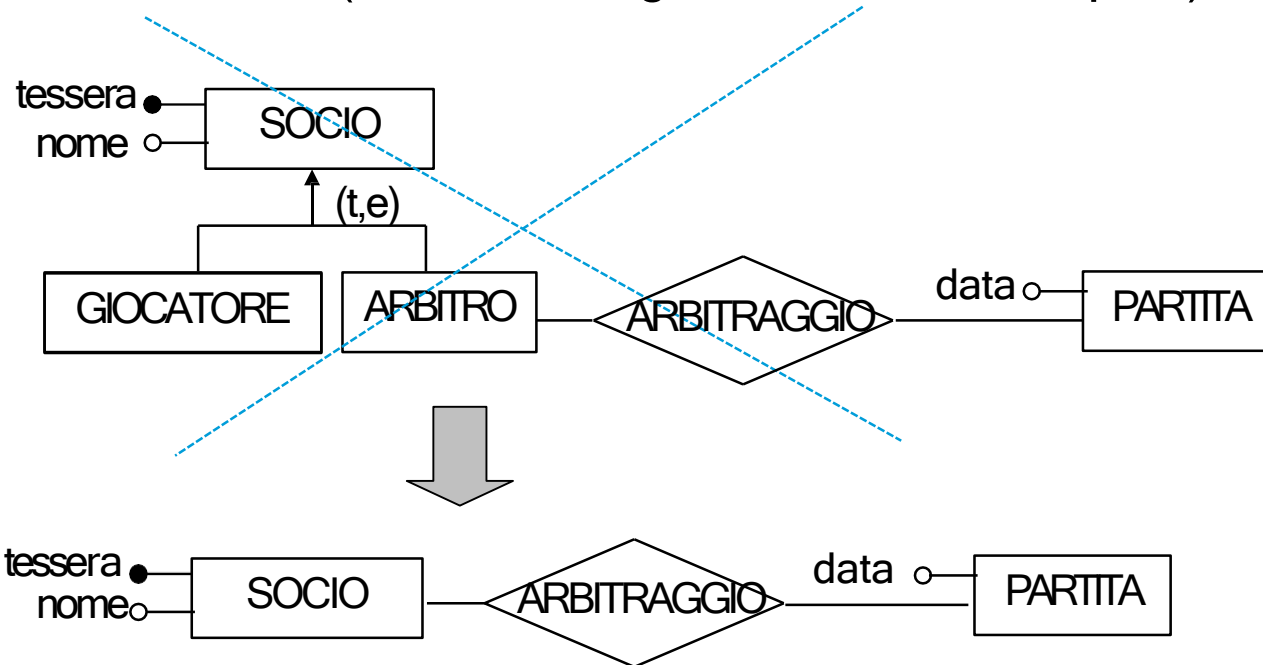 tessera
nome
SOCIO
(t,e)
GIOCATORE
ARBITRO
ARBITRAGGIO
data
PARTITA
tessera
nome
SOCIO
ARBITRAGGIO
data
PARTITA